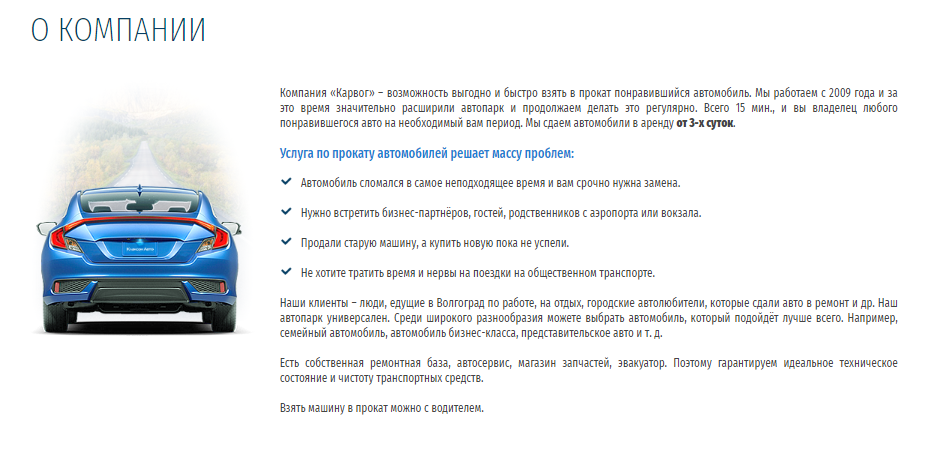 О КОМПАНИИ
Компания «Карвог» – возможность выгодно и быстро взять в прокат понравившийся автомобиль. Мы работаем с 2009 года и за
это время значительно расширили автопарк и продолжаем делать это регулярно. Всего 15 мин., и вы владелец любого
понравившегося авто на необходимый вам период. Мы сдаем автомобили в аренду от 3-х суток.
Услуга по прокату автомобилей решает массу проблем:
Автомобиль сломался в самое неподходящее время и вам срочно нужна замена.
Нужно встретить бизнес-партнёров, гостей, родственников с аэропорта или вокзала.
Продали старую машину, а купить новую пока не успели.
Не хотите тратить время и нервы на поездки на общественном транспорте.
Наши клиенты – люди, едущие в Волгоград по работе, на отдых, городские автолюбители, которые сдали авто в ремонт и др. Наш
автопарк универсален. Среди широкого разнообразия можете выбрать автомобиль, который подойдёт лучше всего. Например,
семейный автомобиль, автомобиль бизнес-класса, представительское авто и т. д.
Есть собственная ремонтная база, автосервис, магазин запчастей, эвакуатор. Поэтому гарантируем идеальное техническое
состояние и чистоту транспортных средств.
Взять машину в прокат можно с водителем.